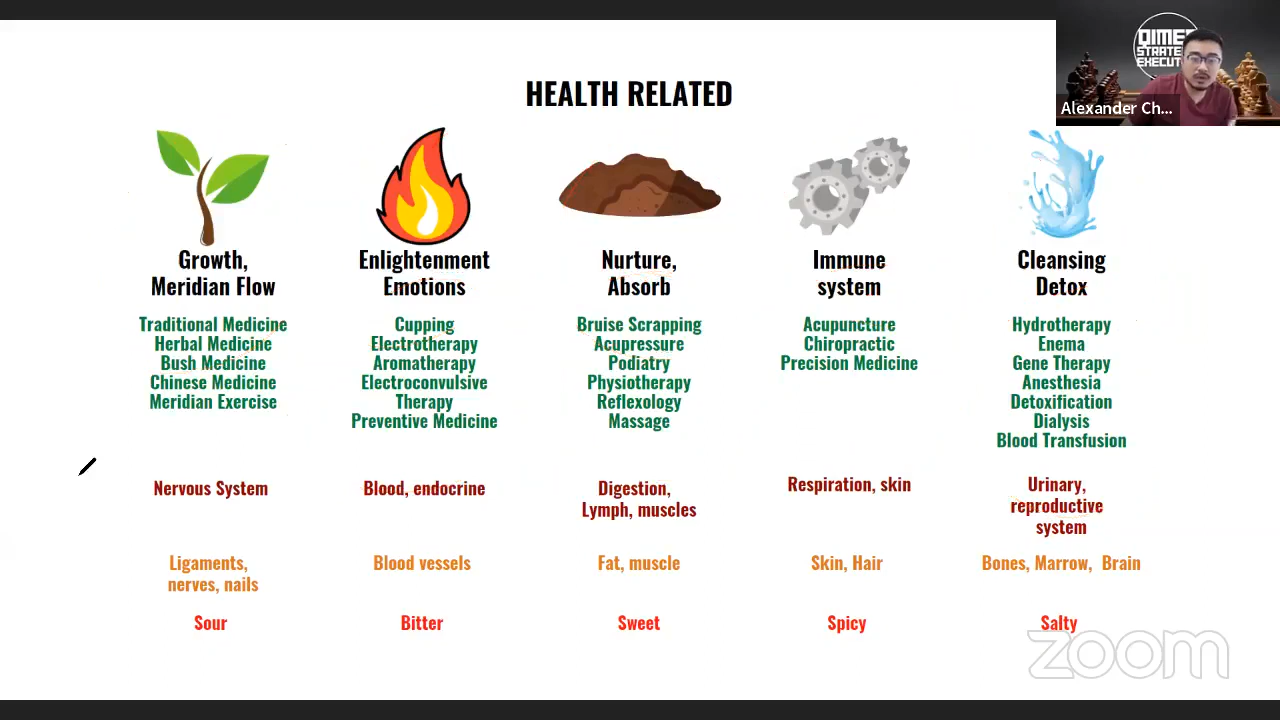 QIMEN
STRATE
EXECUT
Alexander Ch...
HEALTH RELATED
Growth,
Meridian Flow
Traditional Medicine
Herbal Medicine
Bush Medicine
Chinese Medicine
Meridian Exercise
Nervous System
Ligaments,
nerves, nails
Sour
Enlightenment
Emotions
Cupping
Electrotherapy
Aromatherapy
Electroconvulsive
Therapy
Preventive Medicine
Blood, endocrine
Blood vessels
Bitter
Nurture,
Absorb
Bruise Scrapping
Acupressure
Podiatry
Physiotherapy
Reflexology
Massage
Digestion,
Lymph, muscles
Fat, muscle
Sweet
Immune
system
Acupuncture
Chiropractic
Precision Medicine
Respiration, skin
Skin, Hair
Spicy
Cleansing
Detox
Hydrotherapy
Enema
Gene Therapy
Anesthesia
Detoxification
Dialysis
Blood Transfusion
Urinary,
reproductive
system
Bones, Marrow, Brain
Salty
zoom